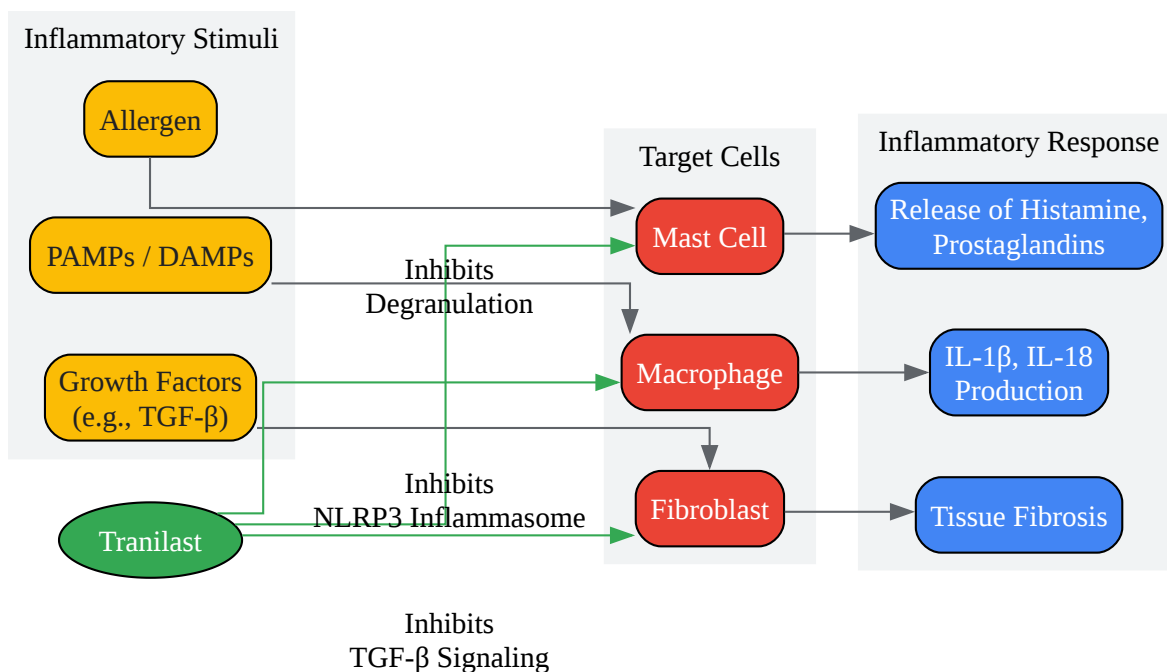 Inflammatory Stimuli
Allergen
PAMPs / DAMPs
Growth Factors
(e.g., TGF-β)
Tranilast
Inhibits
Degranulation
Inhibits
NLRP3 Inflammasome
Inhibits
TGF-β Signaling
Target Cells
Mast Cell
Macrophage
Fibroblast
Inflammatory Response
Release of Histamine,
Prostaglandins
IL-1β, IL-18
Production
Tissue Fibrosis